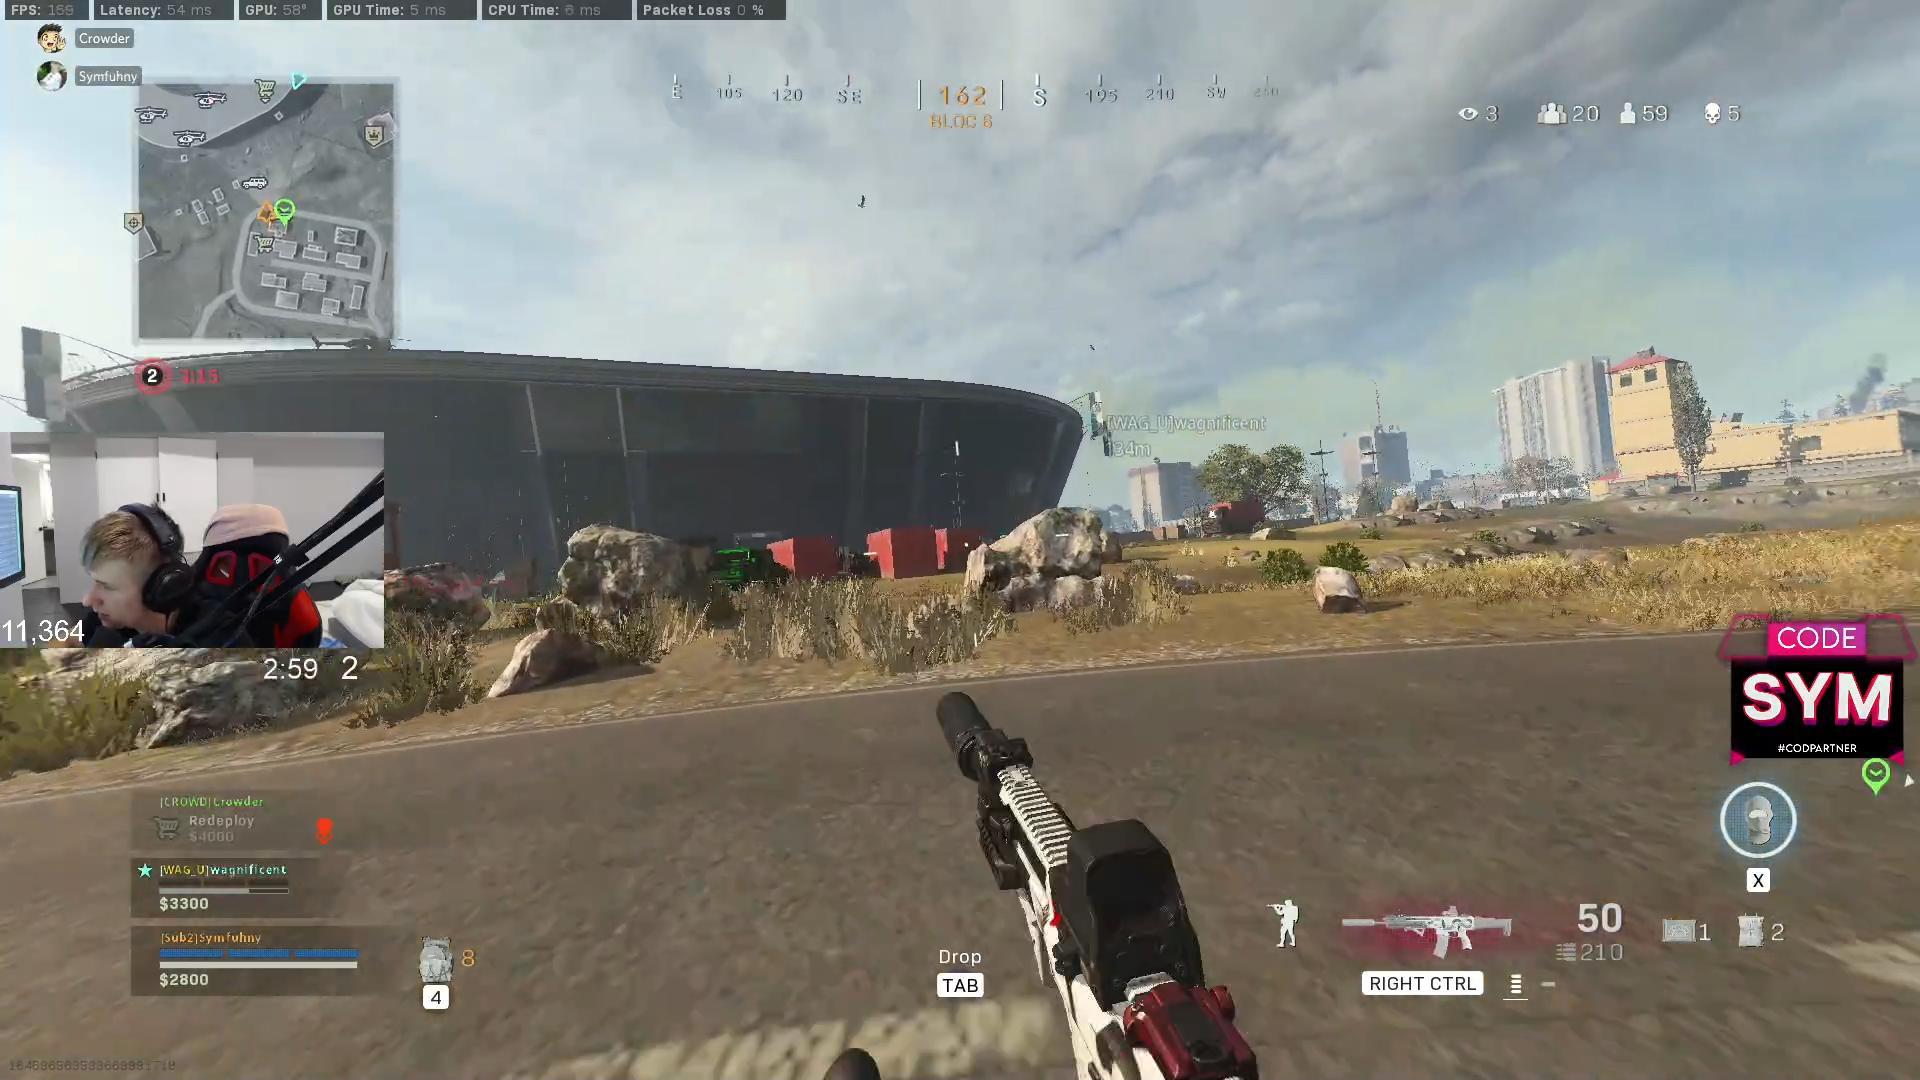 FPS: 159 Latency: 54 ms GPU: 58° GPU Time: 5 ms CPU Time: 6 ms Packet Loss 0 %
Crowder
Symfuhny
E 105 120 SE 162 S 195 210 SW
BLOC 6
3 20 59 5
2 3:15
[WAG_U]wagnificent
34m
11,364
2:59 2
CODE
SYM
#CODPARTNER
[CROWD]Crowder
Redeploy
$4000
[WAG_U]wagnificent
$3300
[Sub2]Symfuhny
$2800
8
4
Drop
TAB
X
50
210
1 2
RIGHT CTRL